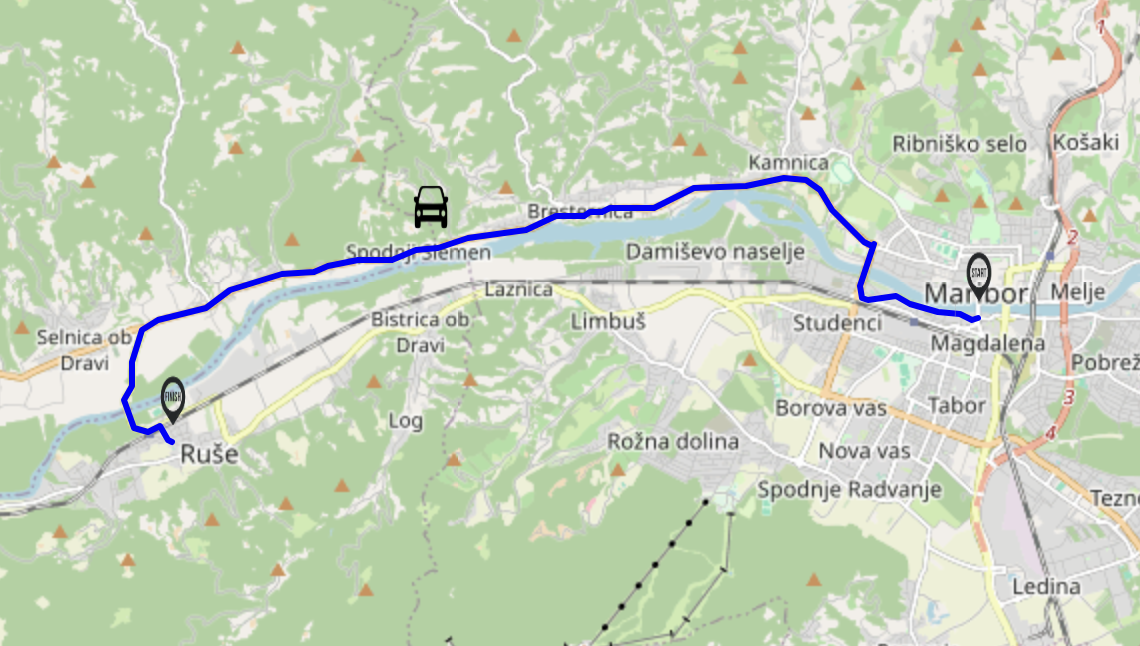 1
Ribniško selo
Košaki
Kamnica
Bresternica
2
Spodnji Slemen
Damiševo naselje
START
Laznica
Maribor
Melje
Bistrica ob
Dravi
Limbuš
Studenci
Selnica ob
Dravi
Magdalena
Pobrež
FINISH
3
Borova vas
Tabor
Log
4
Rožna dolina
Nova vas
Ruše
Spodnje Radvanje
Tezno
Ledina